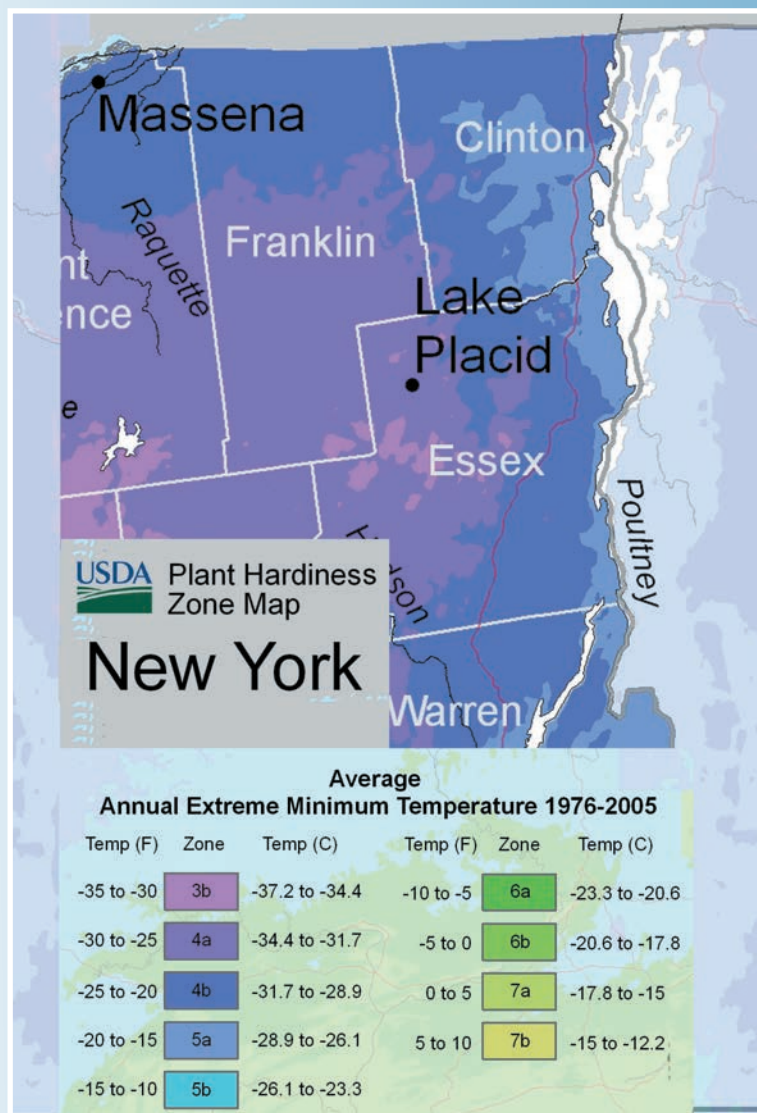 Massena
Clinton
Raquette
Franklin
nt
ence
Lake
Placid
e
Essex
Poultney
Hudson
USDA Plant Hardiness
Zone Map
New York
Warren
Average
Annual Extreme Minimum Temperature 1976-2005
Temp (F) Zone Temp (C) Temp (F) Zone Temp (C)
-35 to -30 3b -37.2 to -34.4 -10 to -5 6a -23.3 to -20.6
-30 to -25 4a -34.4 to -31.7 -5 to 0 6b -20.6 to -17.8
-25 to -20 4b -31.7 to -28.9 0 to 5 7a -17.8 to -15
-20 to -15 5a -28.9 to -26.1 5 to 10 7b -15 to -12.2
-15 to -10 5b -26.1 to -23.3